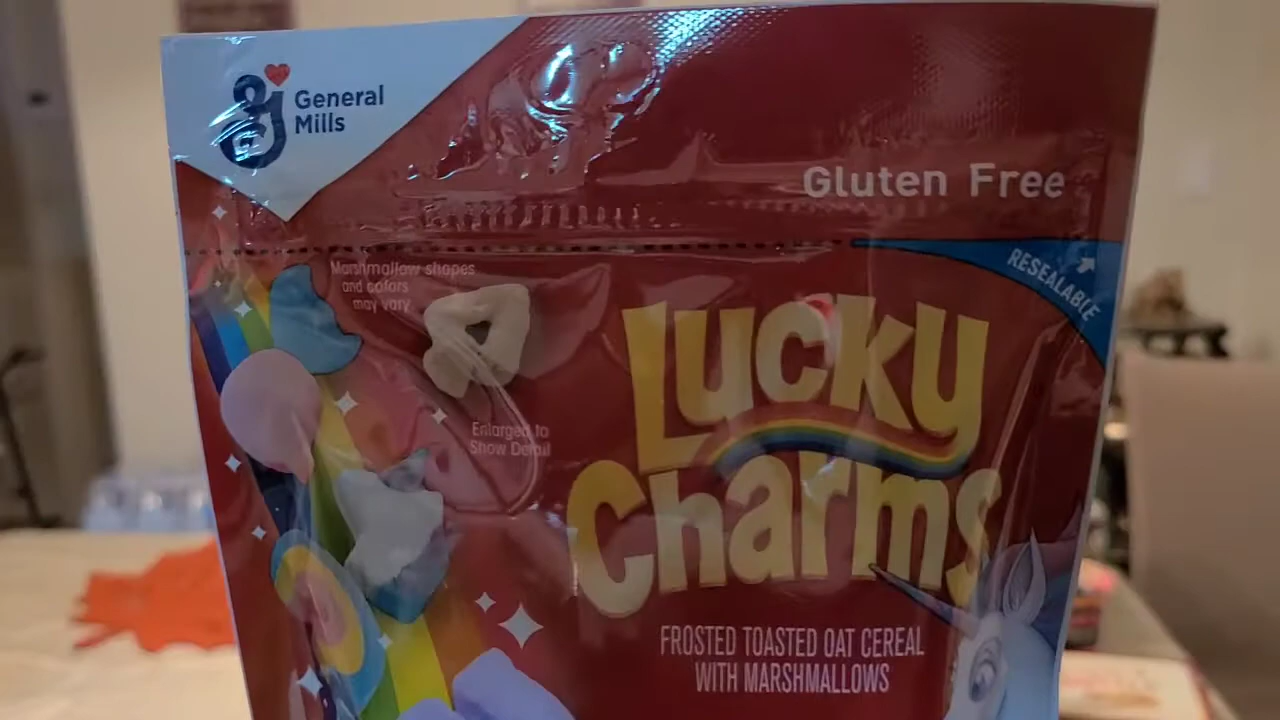 General
Mills
Gluten Free
RESEALABLE
Marshmallow shapes
and colors
may vary
Enlarged to
Show Detail
Lucky
Charms
FROSTED TOASTED OAT CEREAL
WITH MARSHMALLOWS